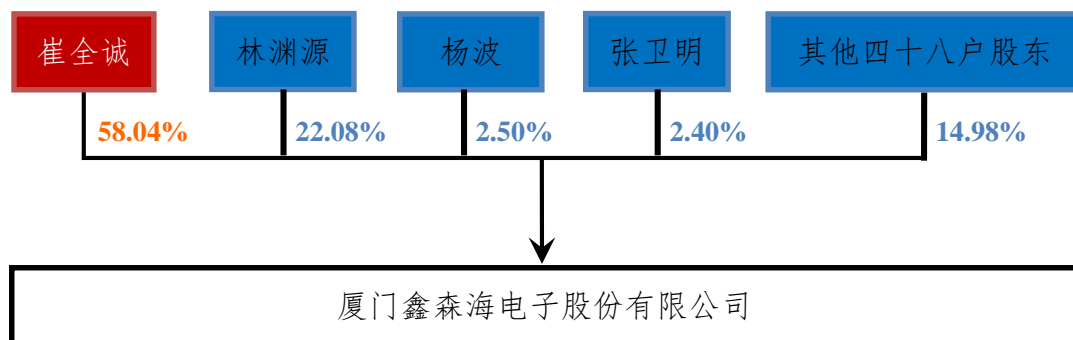 崔全诚 林渊源 杨波 张卫明 其他四十八户股东
58.04% 22.08% 2.50% 2.40% 14.98%
厦门鑫森海电子股份有限公司